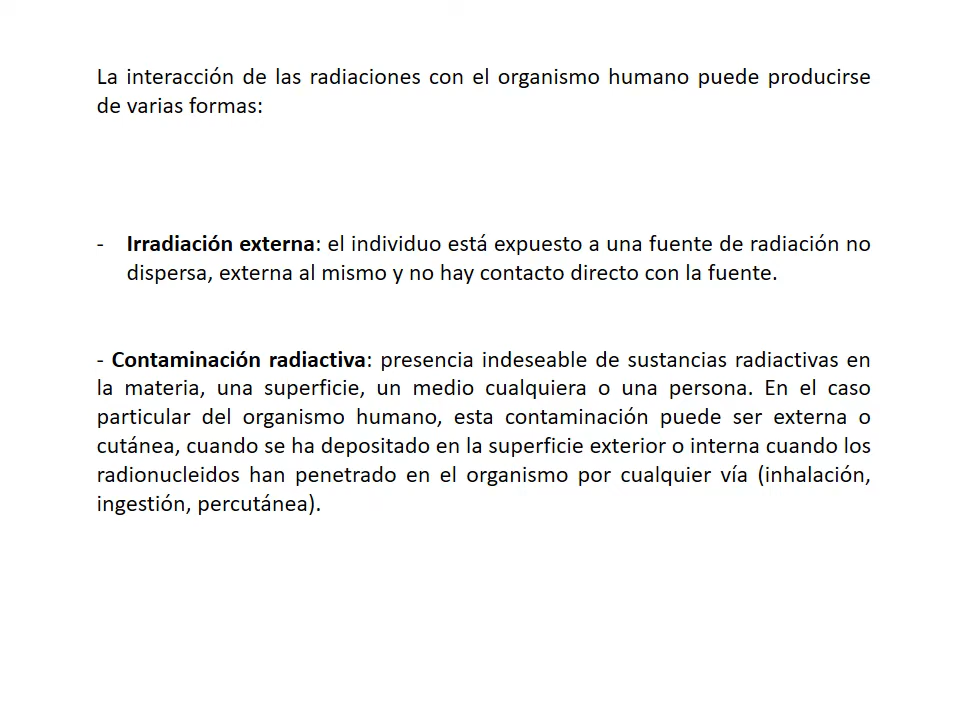 La interacción de las radiaciones con el organismo humano puede producirse
de varias formas:
- Irradiación externa: el individuo está expuesto a una fuente de radiación no
dispersa, externa al mismo y no hay contacto directo con la fuente.
- Contaminación radiactiva: presencia indeseable de sustancias radiactivas en
la materia, una superficie, un medio cualquiera o una persona. En el caso
particular del organismo humano, esta contaminación puede ser externa o
cutánea, cuando se ha depositado en la superficie exterior o interna cuando los
radionucleidos han penetrado en el organismo por cualquier vía (inhalación,
ingestión, percutánea).